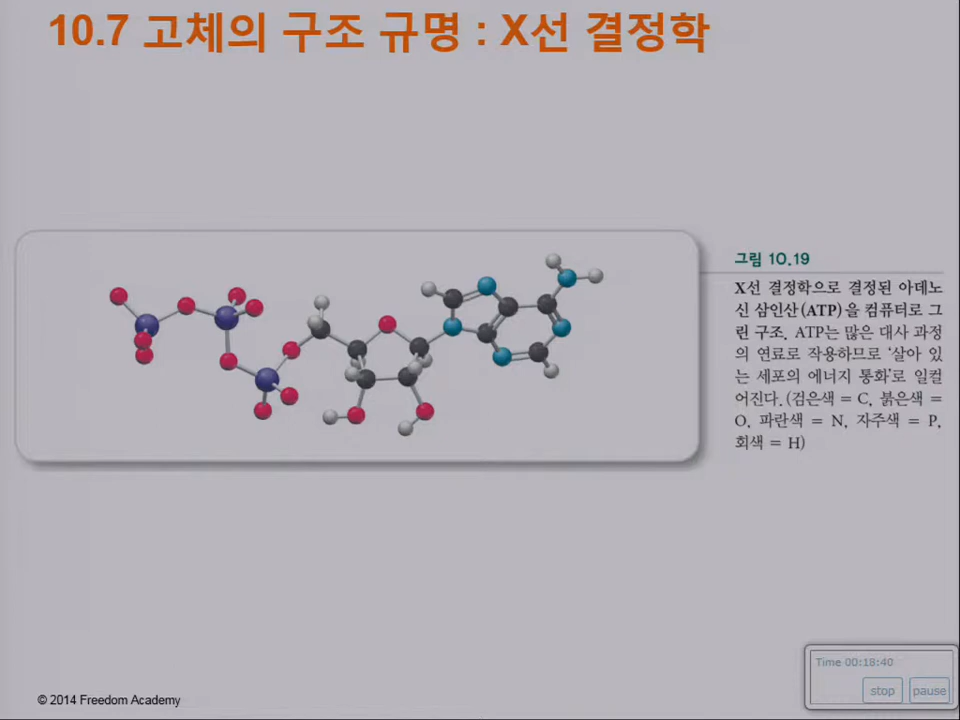 10.7 고체의 구조 규명 : X선 결정학
그림 10.19
X선 결정학으로 결정된 아데노
신 삼인산(ATP)을 컴퓨터로 그
린 구조. ATP는 많은 대사 과정
의 연료로 작용하므로 '살아 있
는 세포의 에너지 통화'로 일컬
어진다. (검은색 = C, 붉은색 =
O, 파란색 = N, 자주색 = P,
회색 = H)
Time 00:18:40
stop pause
© 2014 Freedom Academy